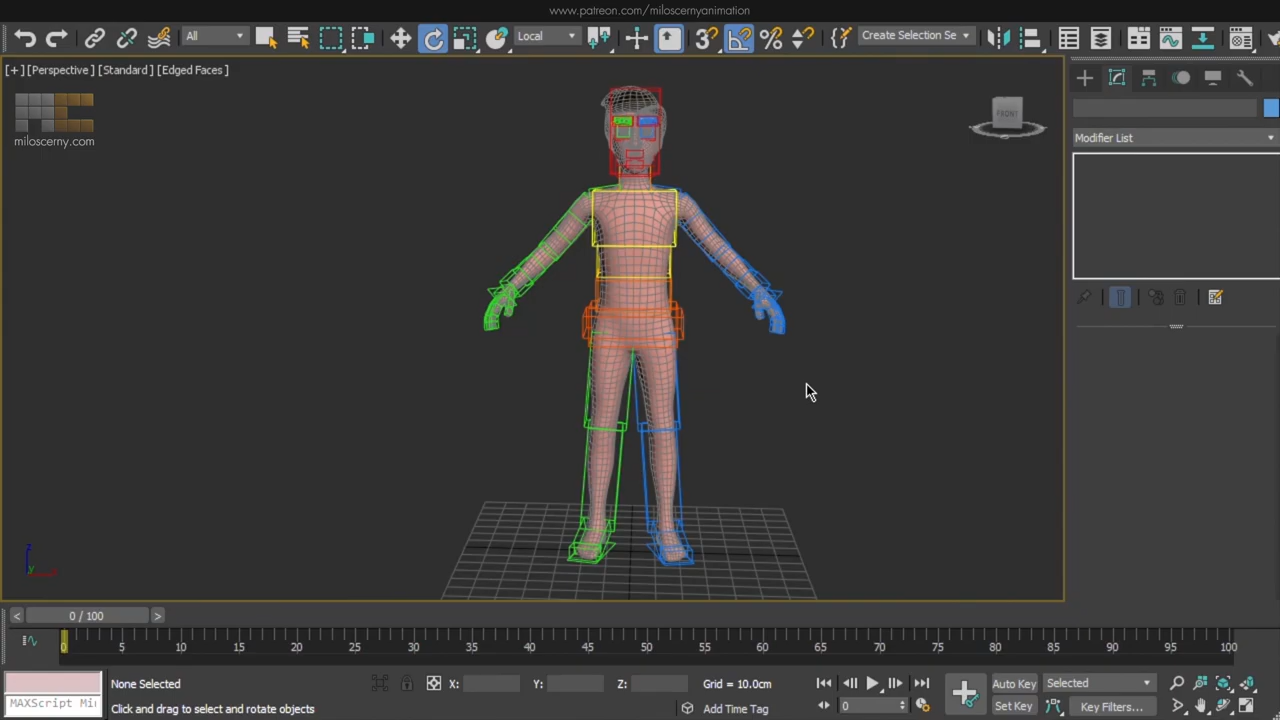 www.patreon.com/miloscernyanimation
All
Local
3
Create Selection Se
[+] [Perspective ] [Standard ] [Edged Faces ]
miloscerny.com
FRONT
Modifier List
0 / 100
0 5 10 15 20 25 30 35 40 45 50 55 60 65 70 75 80 85 90 95 100
None Selected
X:
Y:
Z:
Grid = 10.0cm
Auto Key
Selected
MAXScript Mi
Click and drag to select and rotate objects
Add Time Tag
0
Set Key
Key Filters...